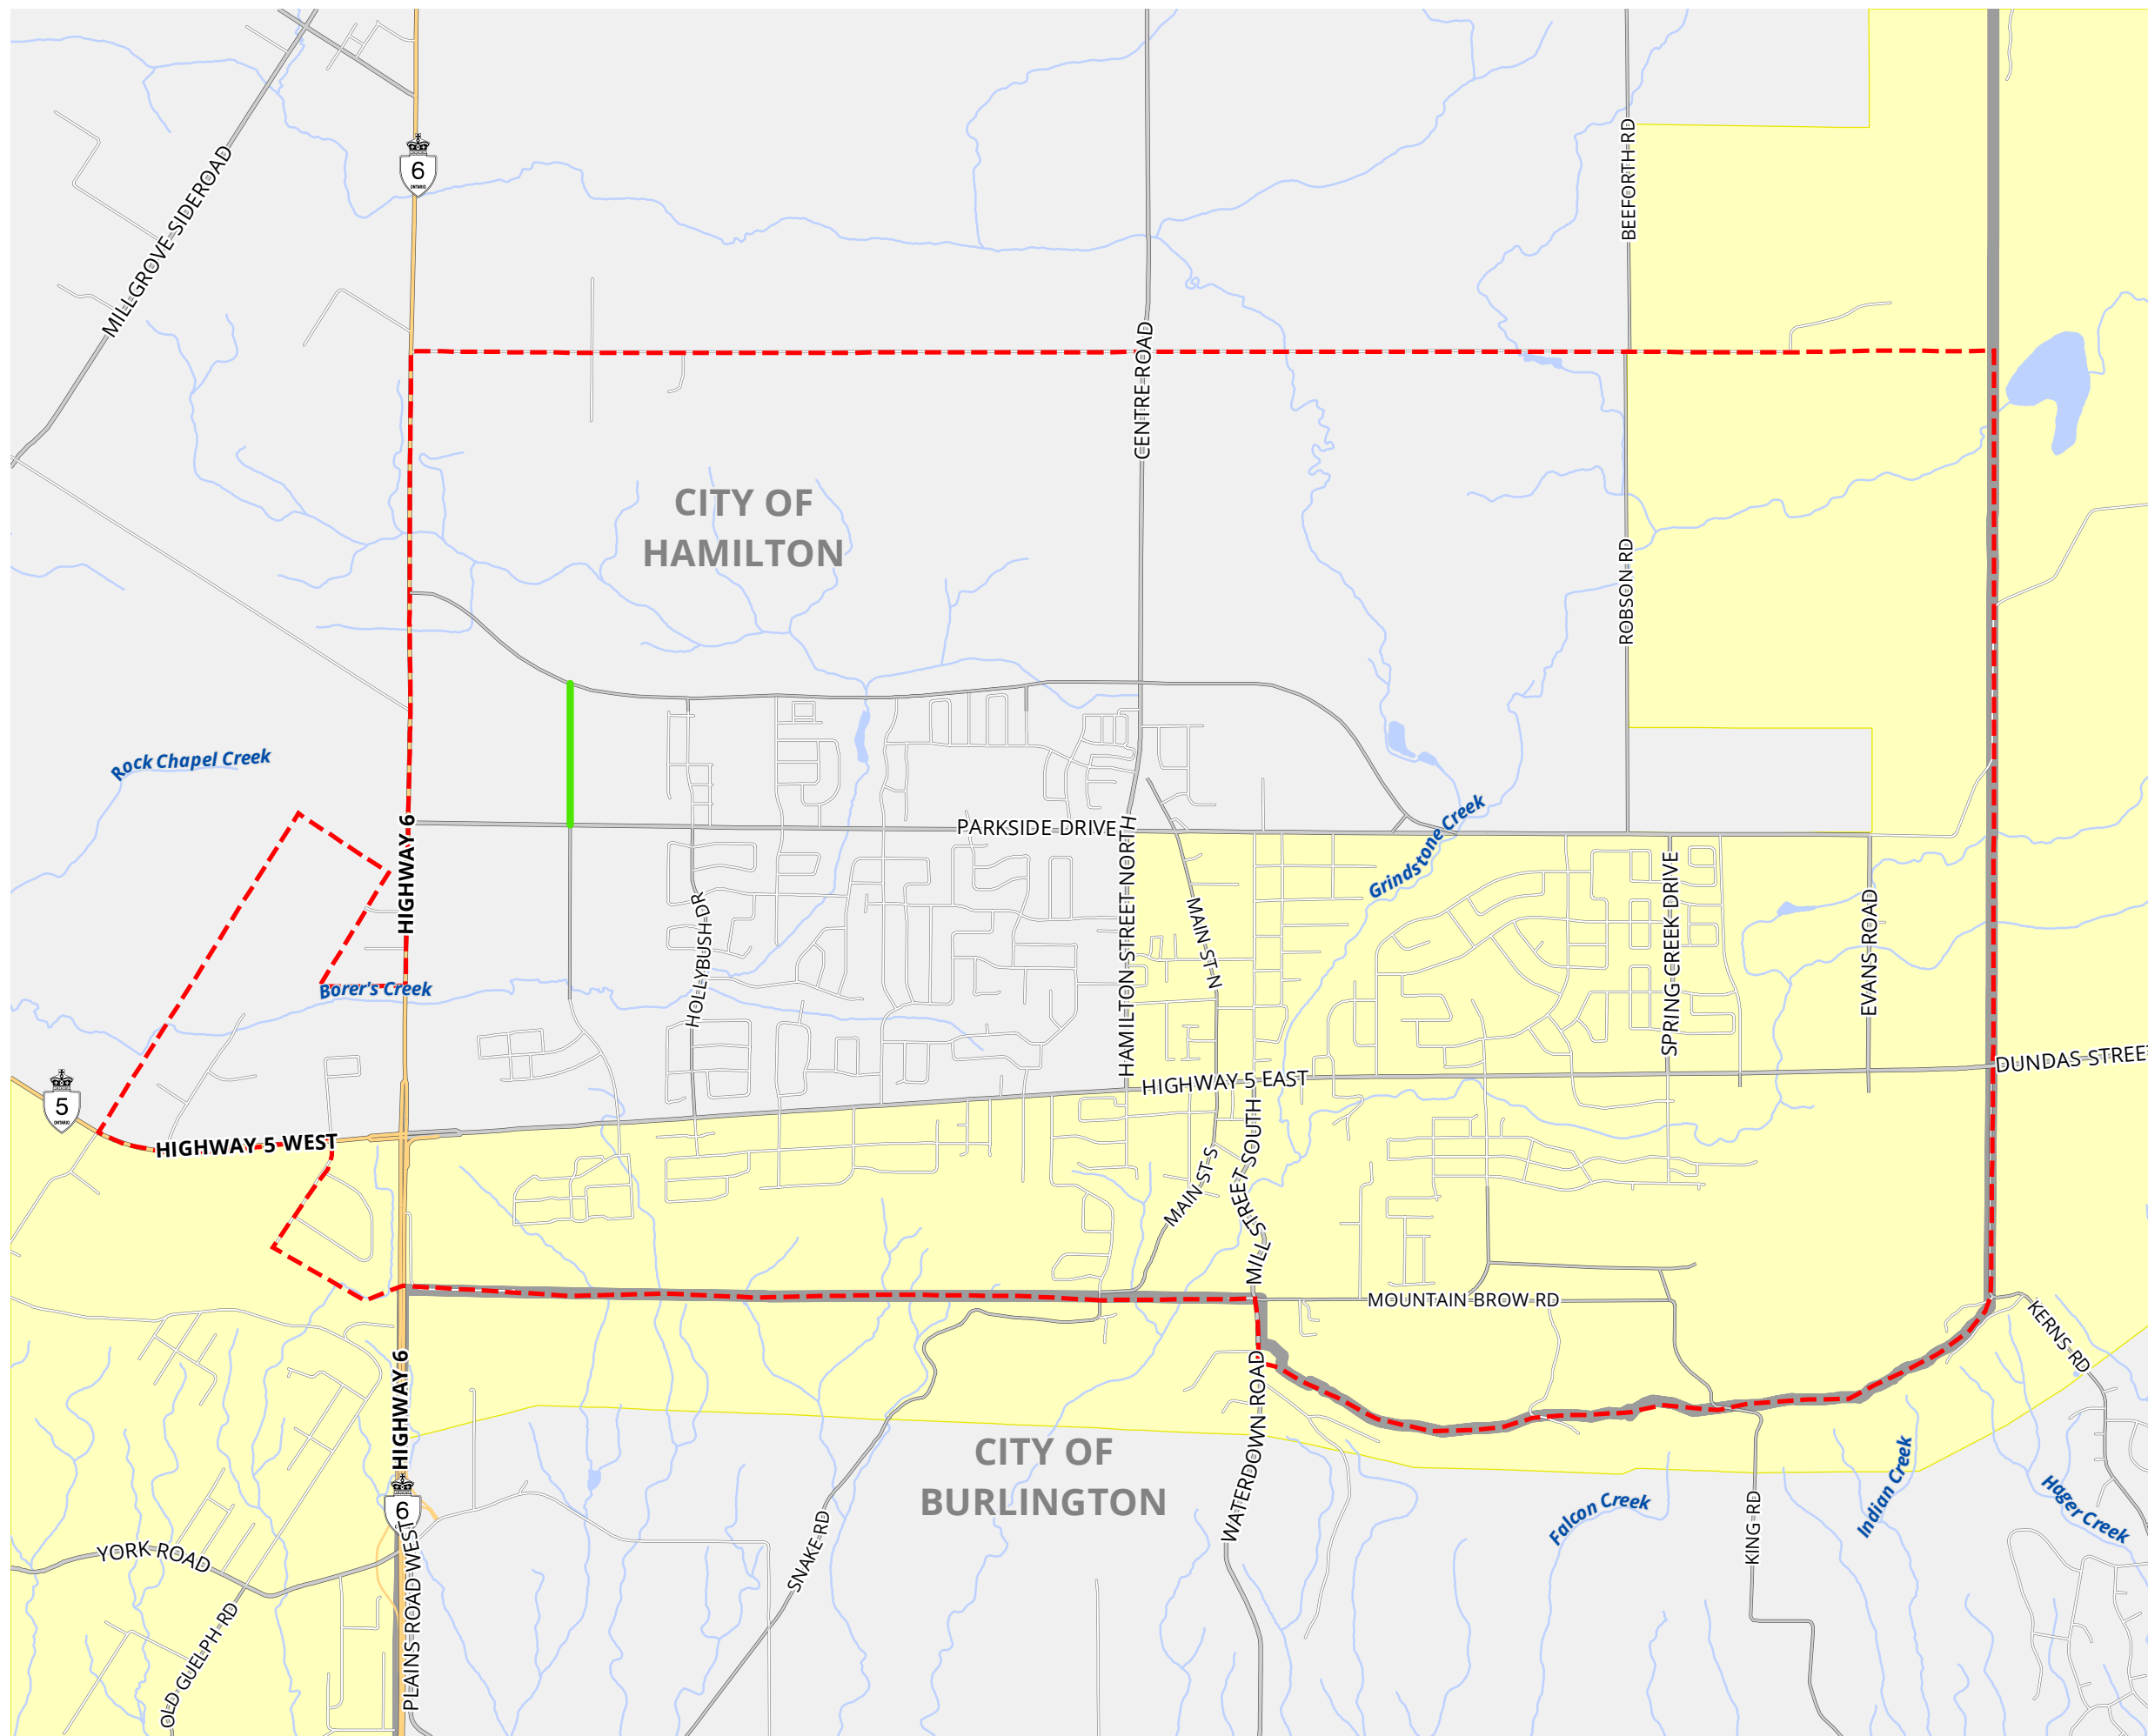 BEEFORTH RD
MILLGROVE SIDEROAD
6
ONTARIO
CENTRE ROAD
CITY OF
HAMILTON
ROBSON RD
Rock Chapel Creek
HIGHWAY 6
PARKSIDE DRIVE
Grindstone Creek
HAMILTON STREET NORTH
MAIN ST N
HOLLYBUSH DR
SPRING CREEK DRIVE
EVANS ROAD
Borer's Creek
5
ONTARIO
HIGHWAY 5 WEST
HIGHWAY 5 EAST
DUNDAS STREET
MAIN ST S
MILL STREET SOUTH
MOUNTAIN BROW RD
KERNS RD
HIGHWAY 6
WATERDOWN ROAD
CITY OF
BURLINGTON
6
PLAINS ROAD WEST
YORK ROAD
OLD GUELPH RD
SNAKE RD
Falcon Creek
KING RD
Indian Creek
Hager Creek